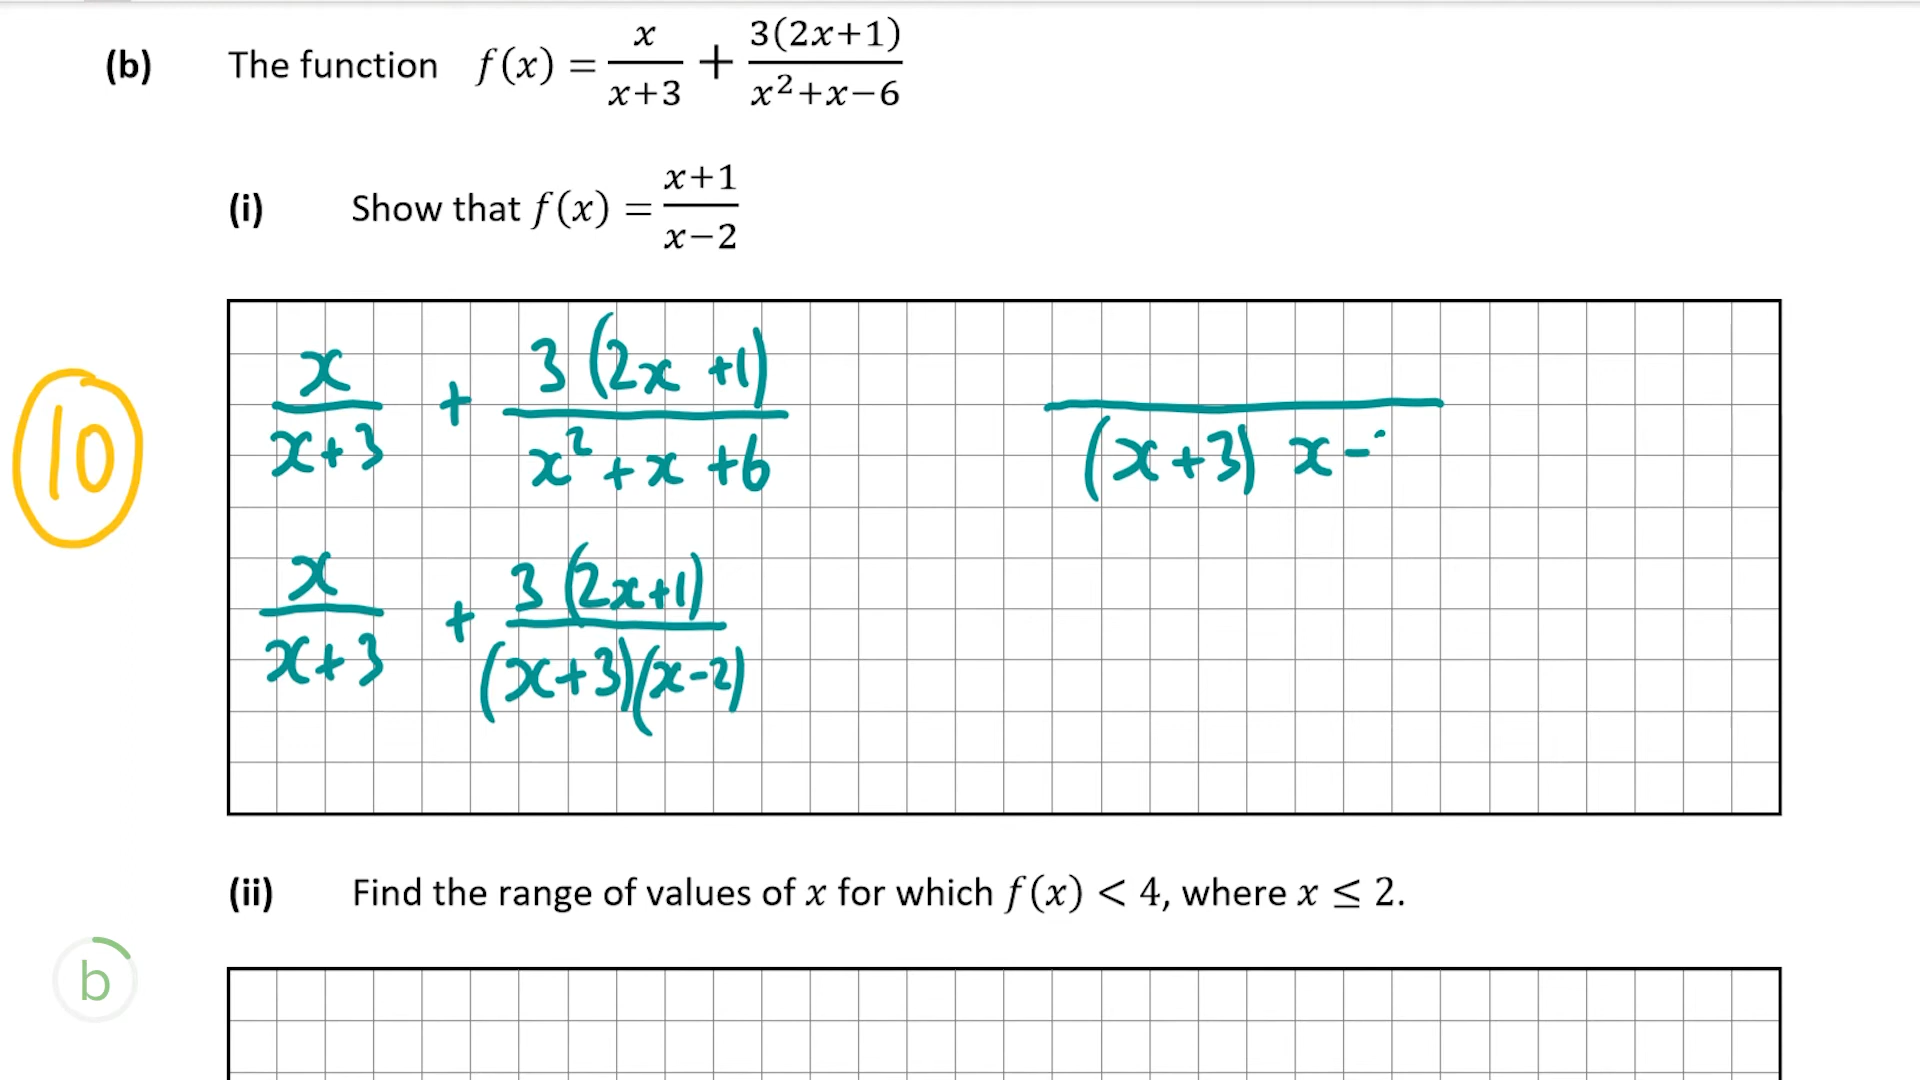 (b) The function f(x) = x/(x+3) + 3(2x+1)/(x²+x−6)
(i) Show that f(x) = (x+1)/(x−2)
10
x/(x+3) + 3(2x+1)/(x²+x+6)
/((x+3) x-
x/(x+3) + 3(2x+1)/((x+3)(x-2))
(ii) Find the range of values of x for which f(x) < 4, where x ≤ 2.
b